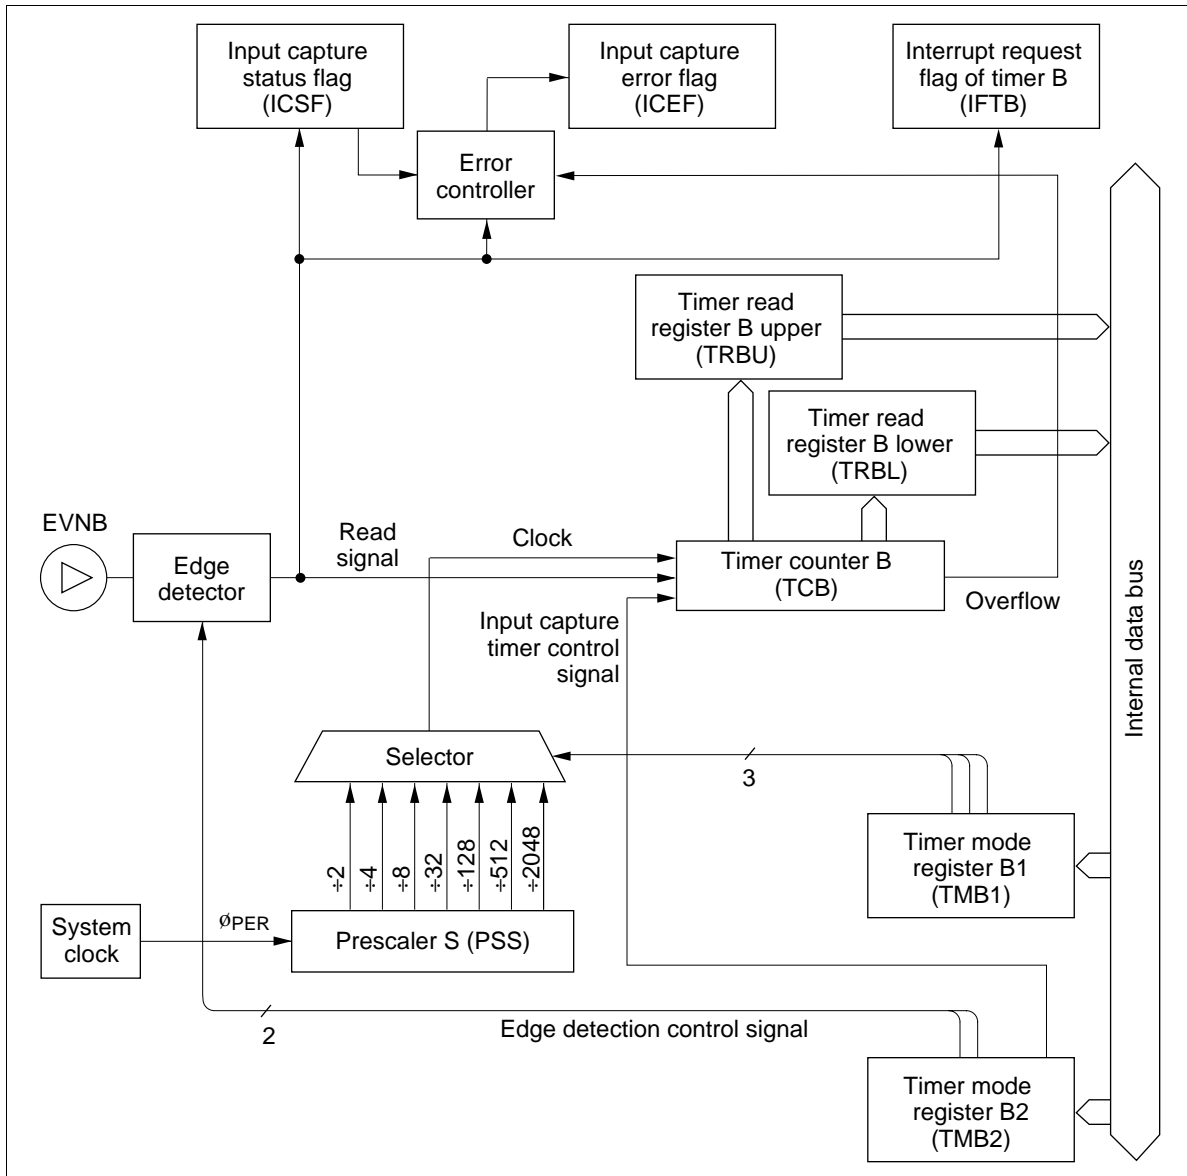 Input capture
status flag
(ICSF)
Input capture
error flag
(ICEF)
Interrupt request
flag of timer B
(IFTB)
Error
controller
Timer read
register B upper
(TRBU)
Timer read
register B lower
(TRBL)
EVNB
Edge
detector
Read
signal
Clock
Timer counter B
(TCB)
Overflow
Input capture
timer control
signal
Internal data bus
Selector
3
÷2
÷4
÷8
÷32
÷128
÷512
÷2048
Timer mode
register B1
(TMB1)
System
clock
øPER
Prescaler S (PSS)
2
Edge detection control signal
Timer mode
register B2
(TMB2)